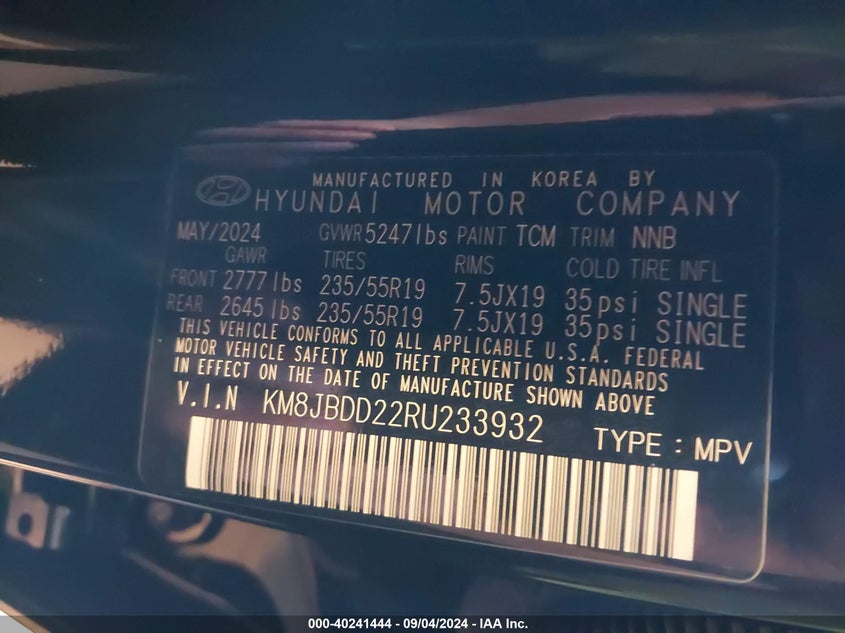 MANUFACTURED IN KOREA BY
HYUNDAI MOTOR COMPANY
MAY/2024 GVWR 5247lbs PAINT TCM TRIM NNB
GAWR TIRES RIMS COLD TIRE INFL
FRONT 2777lbs 235/55R19 7.5JX19 35psi SINGLE
REAR 2645lbs 235/55R19 7.5JX19 35psi SINGLE
THIS VEHICLE CONFORMS TO ALL APPLICABLE U.S.A. FEDERAL
MOTOR VEHICLE SAFETY AND THEFT PREVENTION STANDARDS
IN EFFECT ON THE DATE OF MANUFACTURE SHOWN ABOVE
V.I.N KM8JBDD22RU233932 TYPE : MPV
000-40241444 - 09/04/2024 - IAA Inc.